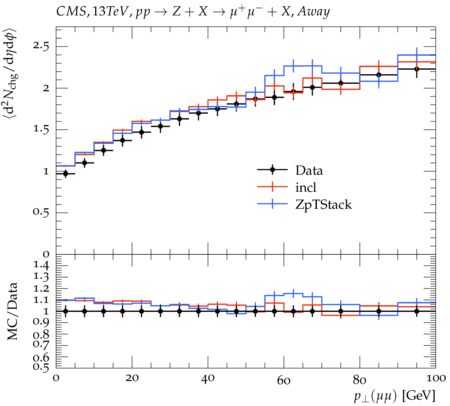 CMS, 13TeV, pp → Z + X → μ⁺μ⁻ + X, Away
⟨d²N_chg/dηdϕ⟩
2.5
2
1.5
1
0.5
0
Data
incl
ZpTStack
MC/Data
1.4
1.3
1.2
1.1
1
0.9
0.8
0.7
0.6
0.5
0 20 40 60 80 100
p⊥(μμ) [GeV]